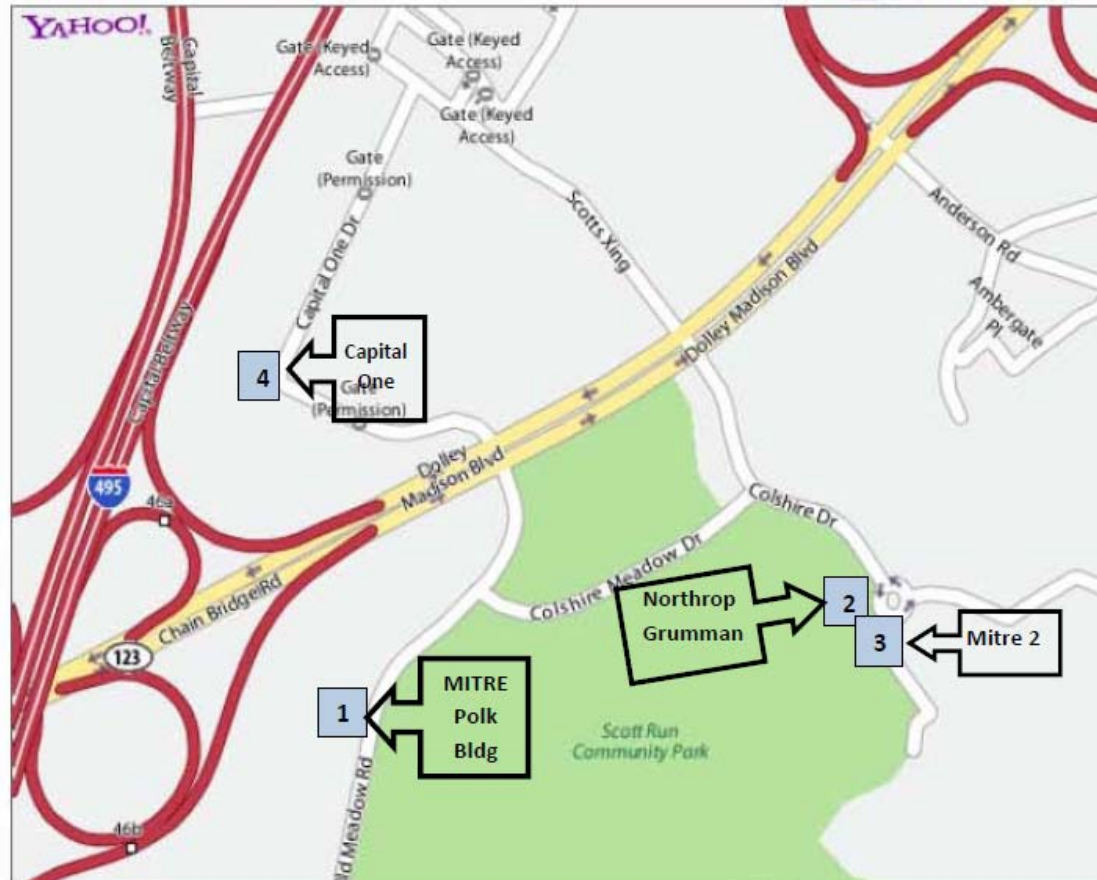 YAHOO!
Capital
Beltway
Gate (Keyed
Access)
Gate (Keyed
Access)
Gate (Keyed
Access)
Gate
(Permission)
Capital One Dr
Scotts Xing
Anderson Rd
Ambergate
Pl
Dolley Madison Blvd
Capital Beltway
4
Capital
One
Gate
(Permission)
Dolley
Madison Blvd
495
46a
Chain Bridge Rd
123
Colshire Dr
Colshire Meadow Dr
Northrop
Grumman
2
3
Mitre 2
1
MITRE
Polk
Bldg
Scott Run
Community Park
46b
ld Meadow Rd